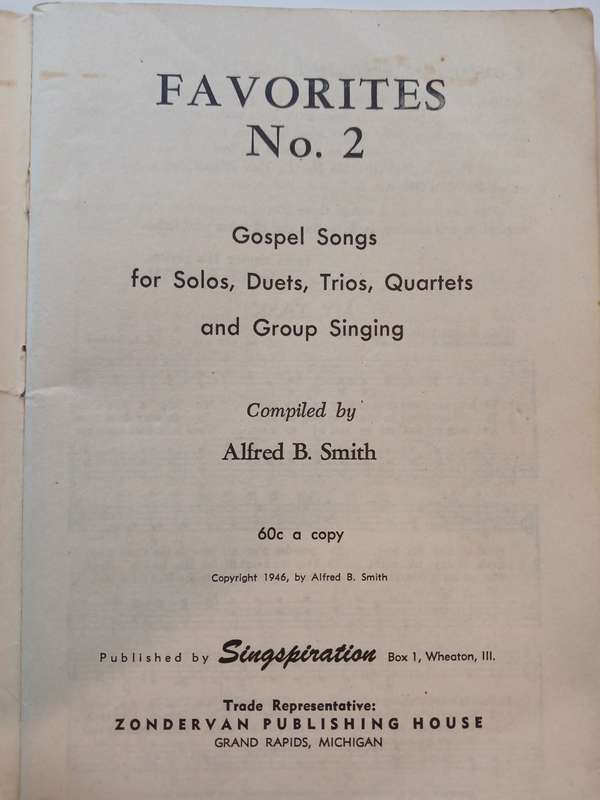 FAVORITES
No. 2
Gospel Songs
for Solos, Duets, Trios, Quartets
and Group Singing
Compiled by
Alfred B. Smith
60c a copy
Copyright 1946, by Alfred B. Smith
Published by Singspiration Box 1, Wheaton, Ill.
Trade Representative:
ZONDERVAN PUBLISHING HOUSE
GRAND RAPIDS, MICHIGAN